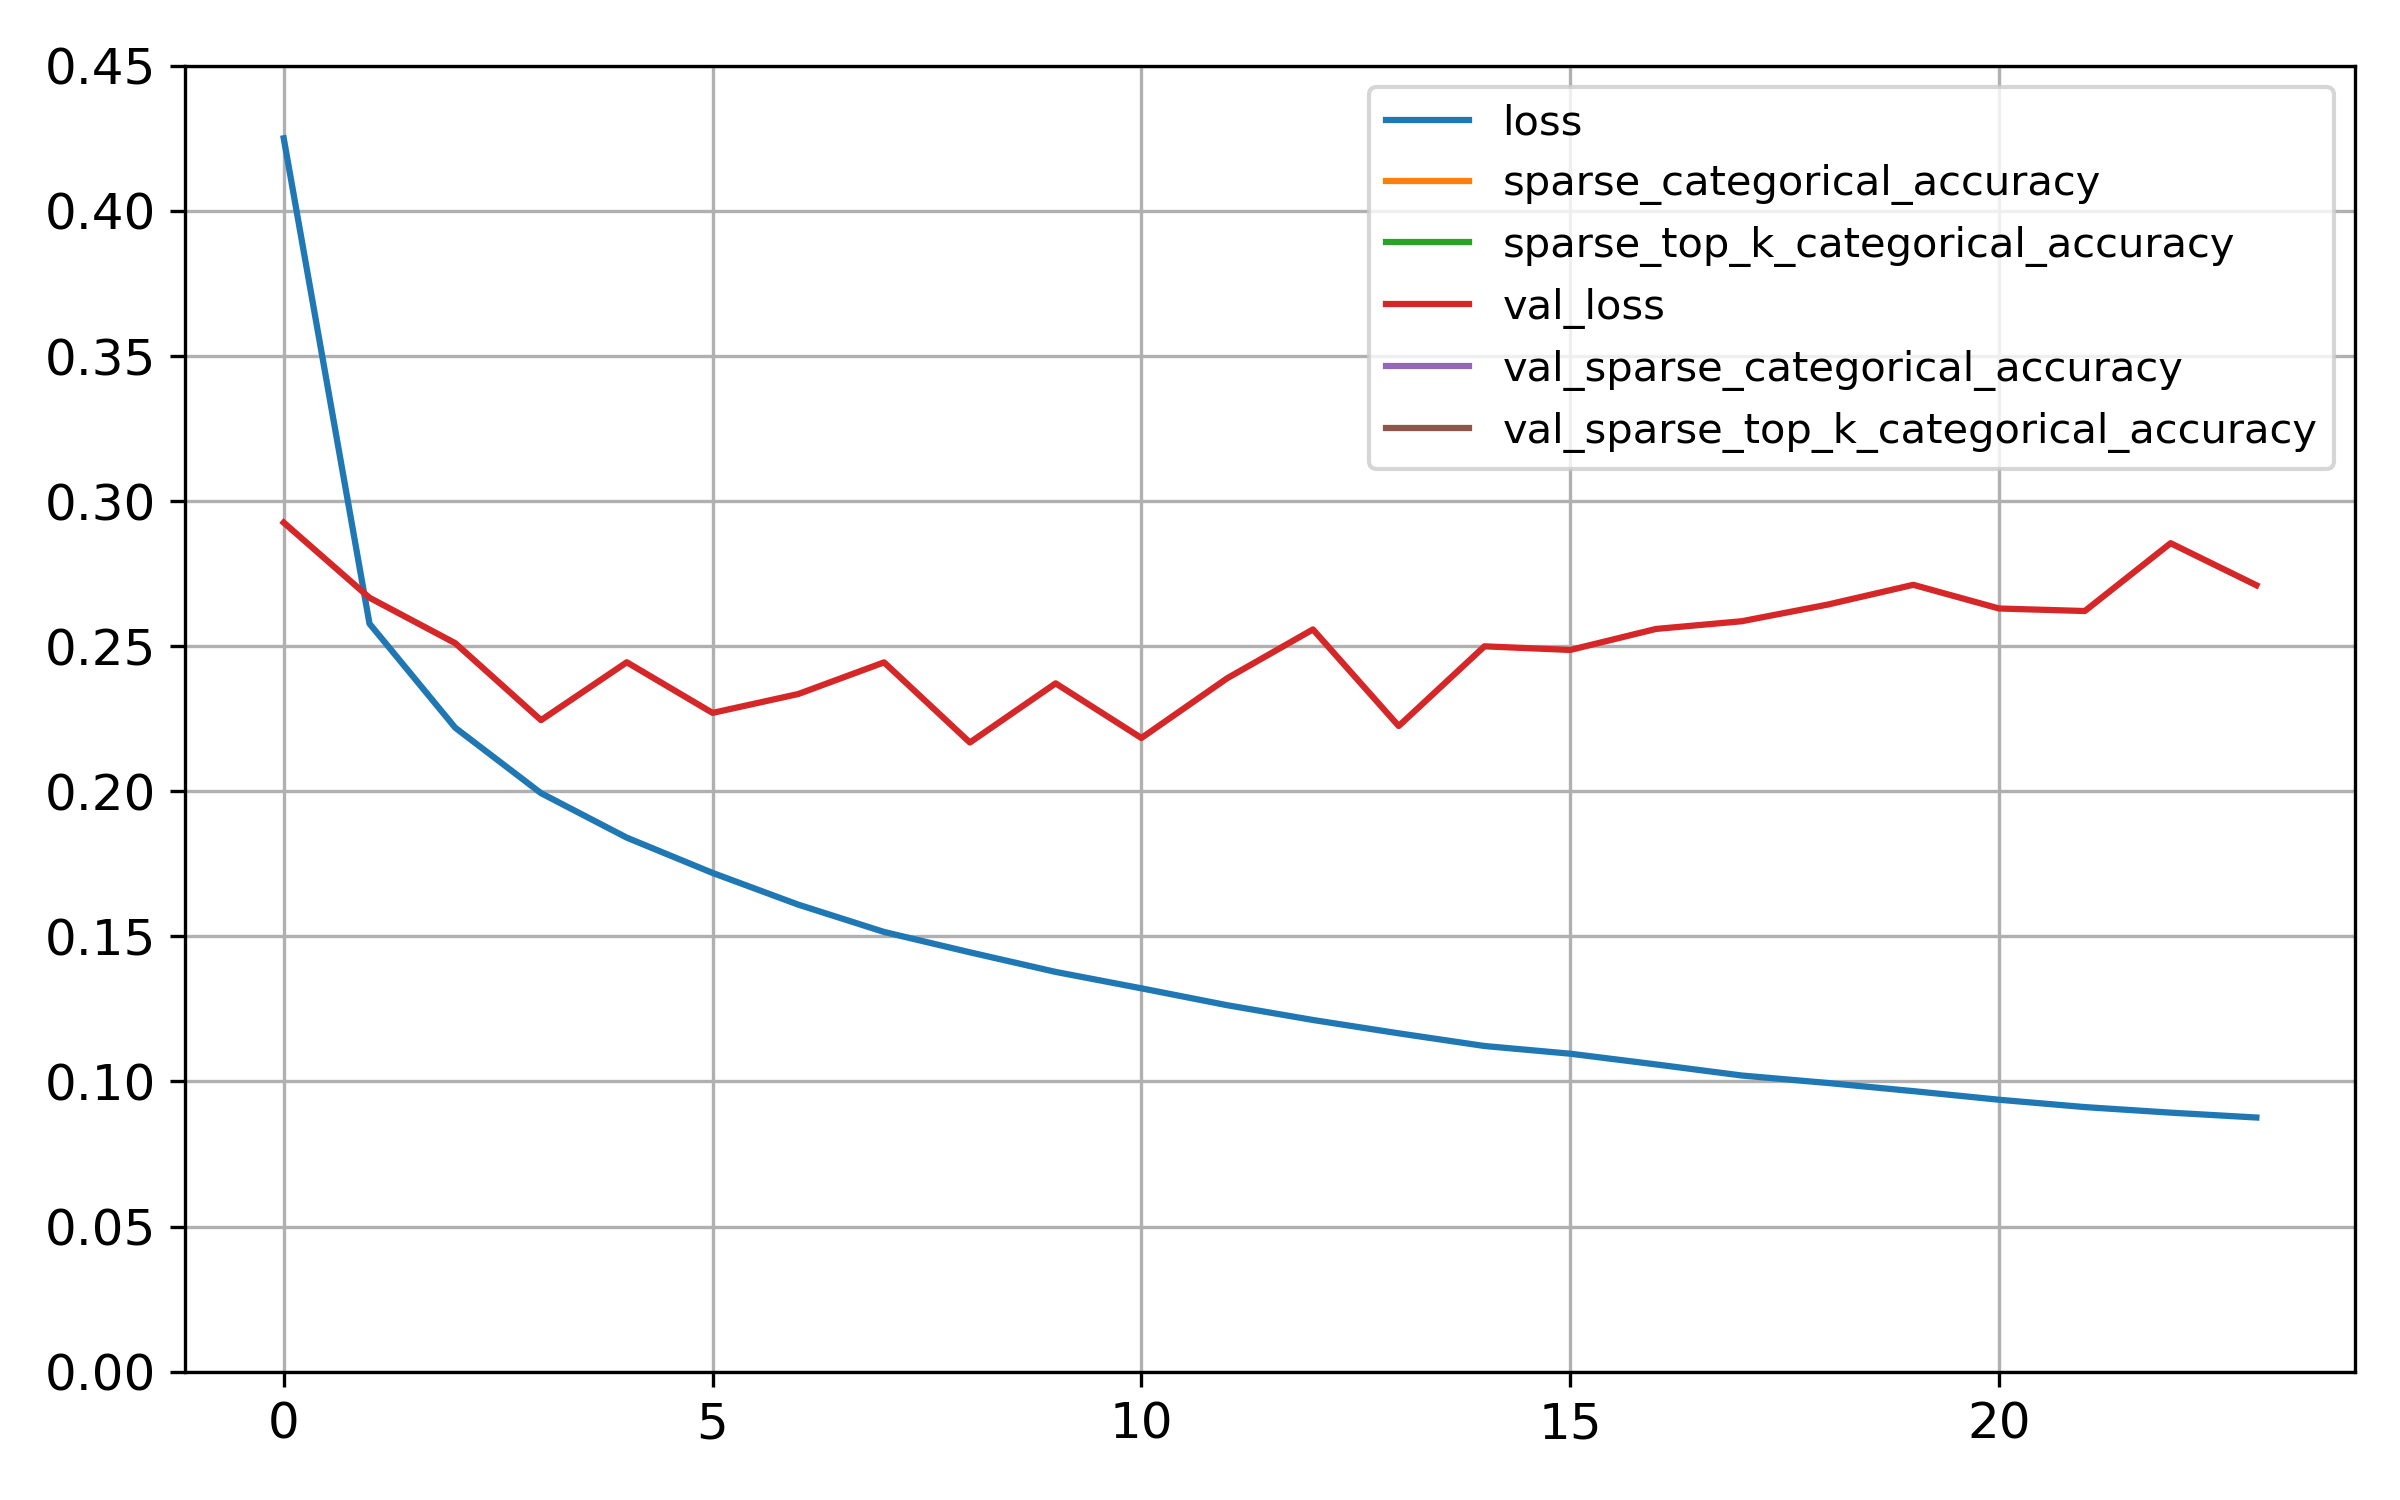 0.45
0.40
0.35
0.30
0.25
0.20
0.15
0.10
0.05
0.00
0 5 10 15 20
loss
sparse_categorical_accuracy
sparse_top_k_categorical_accuracy
val_loss
val_sparse_categorical_accuracy
val_sparse_top_k_categorical_accuracy